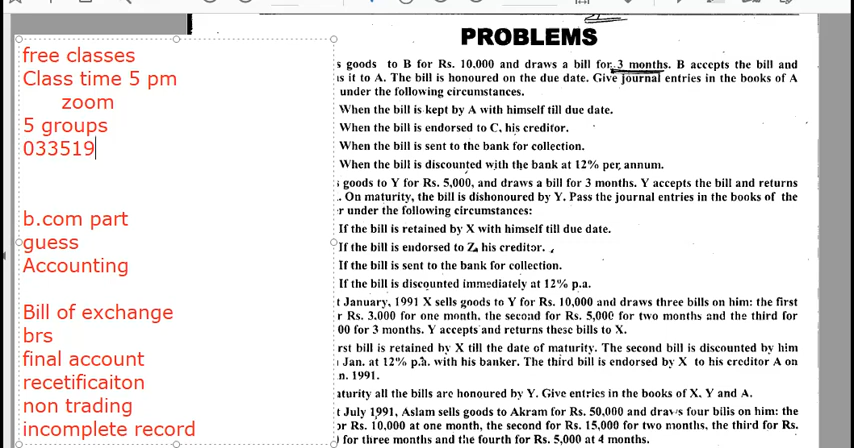 PROBLEMS
free classes
Class time 5 pm
zoom
5 groups
033519
b.com part
guess
Accounting
Bill of exchange
brs
final account
recetificaiton
non trading
incomplete record
s goods to B for Rs. 10,000 and draws a bill for 3 months. B accepts the bill and
s it to A. The bill is honoured on the due date. Give journal entries in the books of A
under the following circumstances.
When the bill is kept by A with himself till due date.
When the bill is endorsed to C, his creditor.
When the bill is sent to the bank for collection.
When the bill is discounted with the bank at 12% per annum.
goods to Y for Rs. 5,000, and draws a bill for 3 months. Y accepts the bill and returns
. On maturity, the bill is dishonoured by Y. Pass the journal entries in the books of the
r under the following circumstances:
If the bill is retained by X with himself till due date.
If the bill is endorsed to Z, his creditor.
If the bill is sent to the bank for collection.
If the bill is discounted immediately at 12% p.a.
t January, 1991 X sells goods to Y for Rs. 10,000 and draws three bills on him: the first
r Rs. 3,000 for one month, the second for Rs. 5,000 for two months and the third for
00 for 3 months. Y accepts and returns these bills to X.
rst bill is retained by X till the date of maturity. The second bill is discounted by him
Jan. at 12% p.a. with his banker. The third bill is endorsed by X to his creditor A on
n. 1991.
aturity all the bills are honoured by Y. Give entries in the books of X, Y and A.
t July 1991, Aslam sells goods to Akram for Rs. 50,000 and draws four bills on him: the
or Rs. 10,000 at one month, the second for Rs. 15,000 for two months, the third for Rs.
for three months and the fourth for Rs. 5,000 at 4 months.